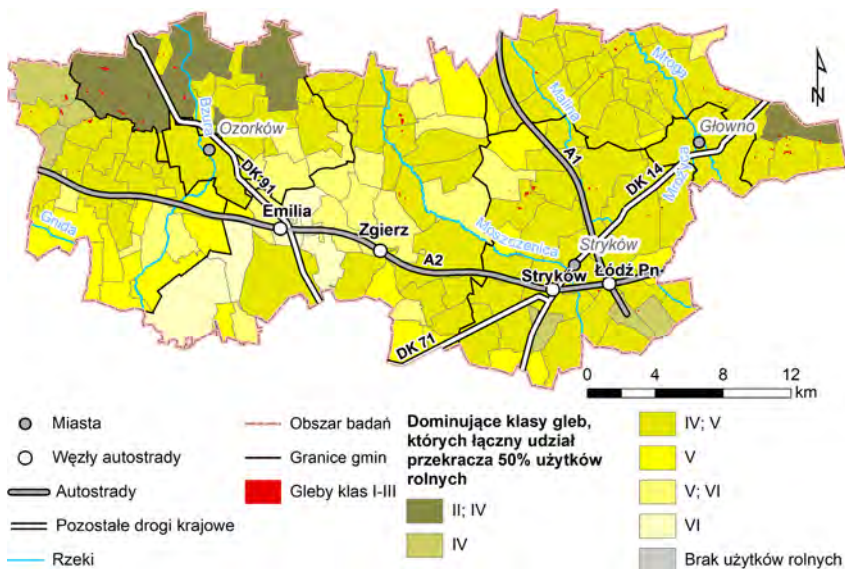 Mroga
Malina
Bzura
N
Ozorków
Głowno
A1
DK 14
Mrożyca
DK 91
Emilia
Gnida
Zgierz
Moszczenica
Stryków
A2
Stryków
Łódź Pn.
DK 71
0 4 8 12
km
Miasta
Węzły autostrady
Autostrady
Pozostałe drogi krajowe
Rzeki
Obszar badań
Granice gmin
Gleby klas I-III
Dominujące klasy gleb,
których łączny udział
przekracza 50% użytków
rolnych
II; IV
IV
IV; V
V
V; VI
VI
Brak użytków rolnych